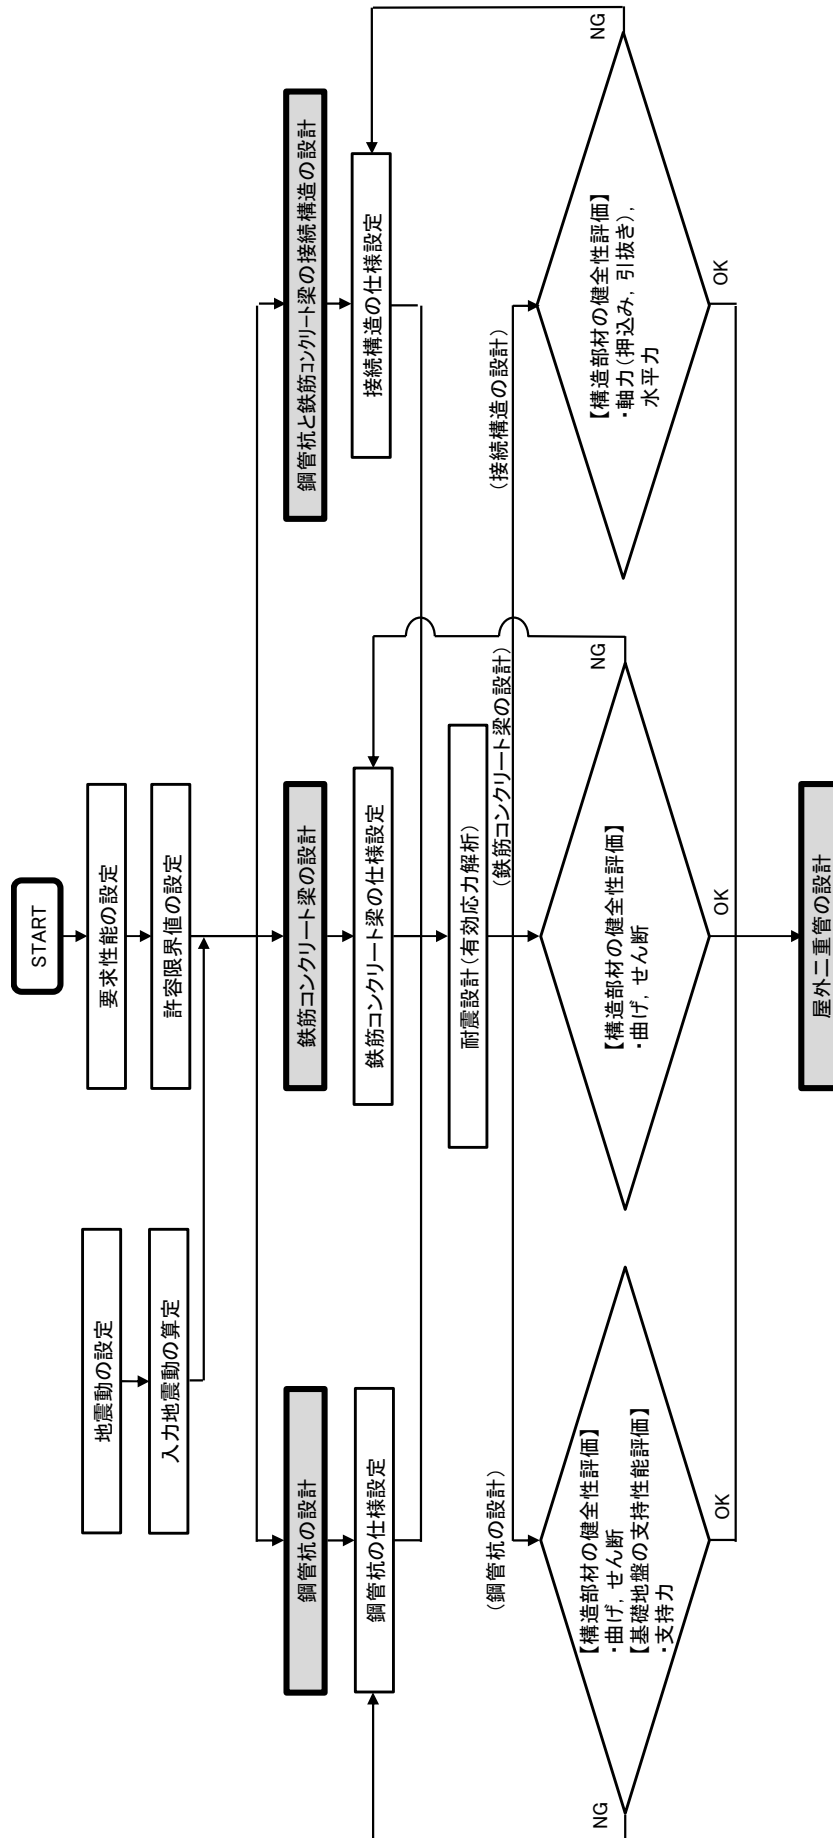 START
地震動の設定
入力地震動の算定
要求性能の設定
許容限界値の設定
鋼管杭の設計
鉄筋コンクリート梁の設計
鋼管杭と鉄筋コンクリート梁の接続構造の設計
鋼管杭の仕様設定
鉄筋コンクリート梁の仕様設定
接続構造の仕様設定
耐震設計(有効応力解析)
(鋼管杭の設計)
(鉄筋コンクリート梁の設計)
(接続構造の設計)
【構造部材の健全性評価】
・曲げ，せん断
【基礎地盤の支持性能評価】
・支持力
NG
OK
【構造部材の健全性評価】
・曲げ，せん断
NG
OK
【構造部材の健全性評価】
・軸力(押込み，引抜き)，
水平力
NG
OK
屋外二重管の設計